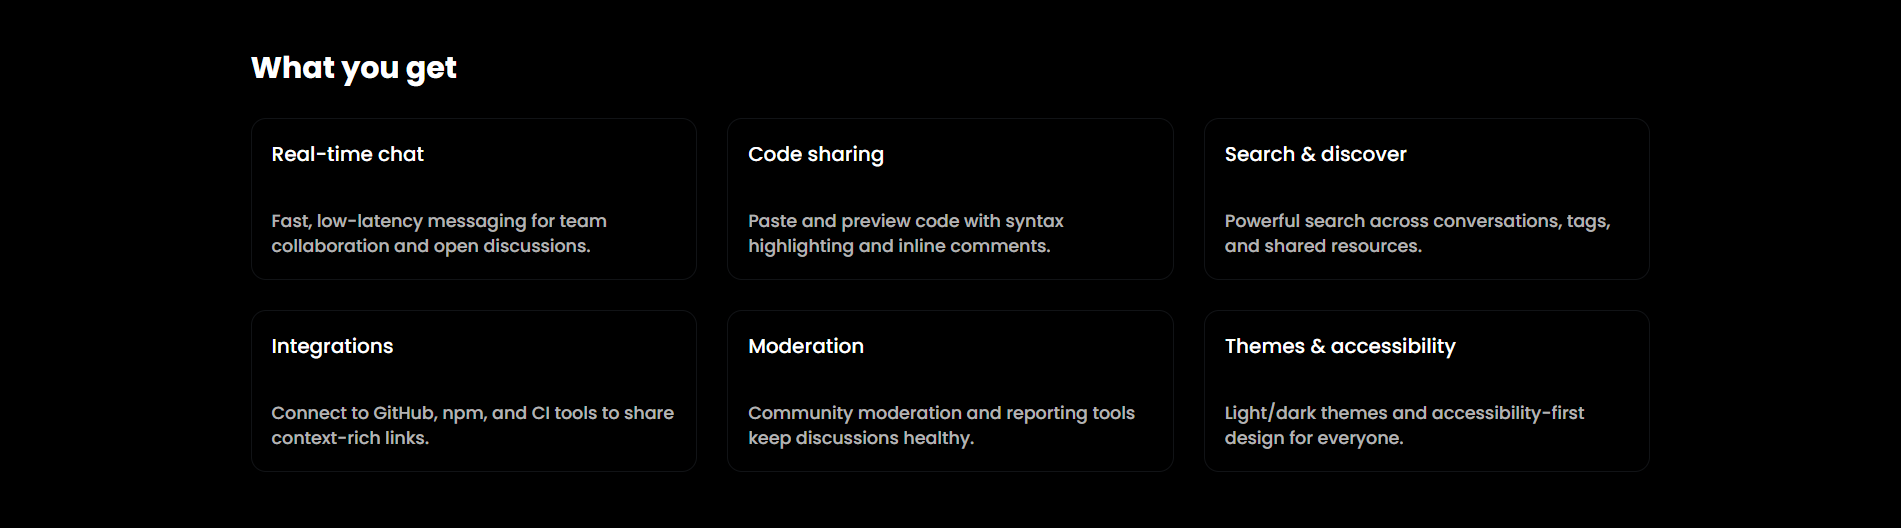 What you get
Real-time chat
Fast, low-latency messaging for team
collaboration and open discussions.
Code sharing
Paste and preview code with syntax
highlighting and inline comments.
Search & discover
Powerful search across conversations, tags,
and shared resources.
Integrations
Connect to GitHub, npm, and CI tools to share
context-rich links.
Moderation
Community moderation and reporting tools
keep discussions healthy.
Themes & accessibility
Light/dark themes and accessibility-first
design for everyone.